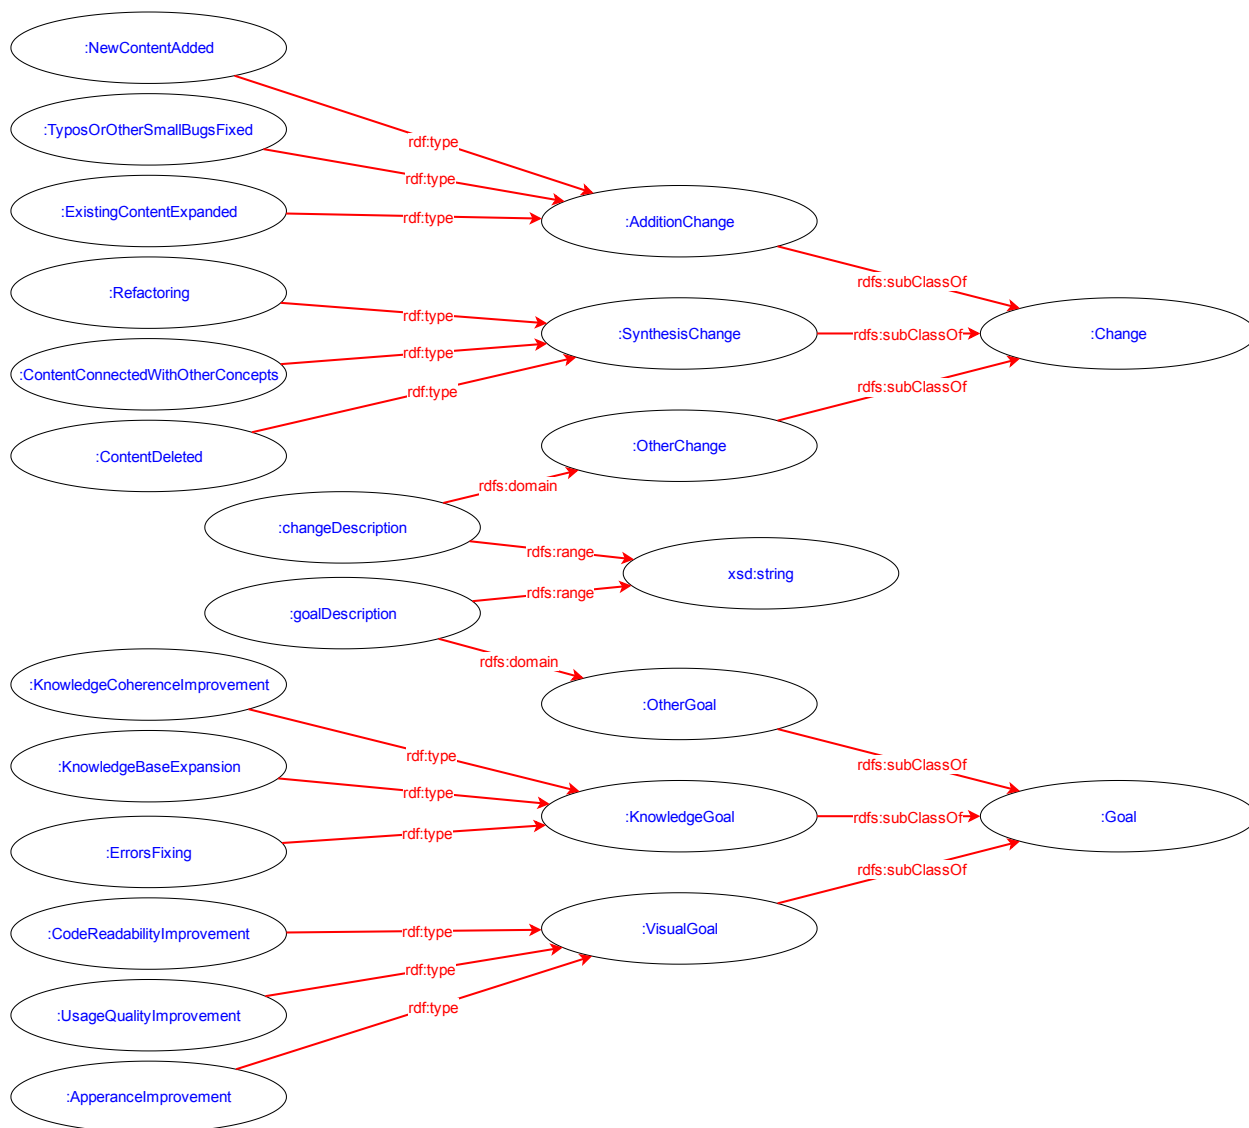 :NewContentAdded
:TyposOrOtherSmallBugsFixed
rdf:type
rdf:type
:ExistingContentExpanded
rdf:type
:AdditionChange
:Refactoring
rdfs:subClassOf
rdf:type
:SynthesisChange
rdfs:subClassOf
:Change
rdf:type
:ContentConnectedWithOtherConcepts
rdf:type
rdfs:subClassOf
:OtherChange
:ContentDeleted
rdfs:domain
:changeDescription
rdfs:range
xsd:string
rdfs:range
:goalDescription
rdfs:domain
:KnowledgeCoherenceImprovement
:OtherGoal
rdf:type
:KnowledgeBaseExpansion
rdfs:subClassOf
rdf:type
:KnowledgeGoal
rdfs:subClassOf
:Goal
rdf:type
:ErrorsFixing
rdfs:subClassOf
:CodeReadabilityImprovement
rdf:type
:VisualGoal
rdf:type
rdf:type
:UsageQualityImprovement
:ApperanceImprovement